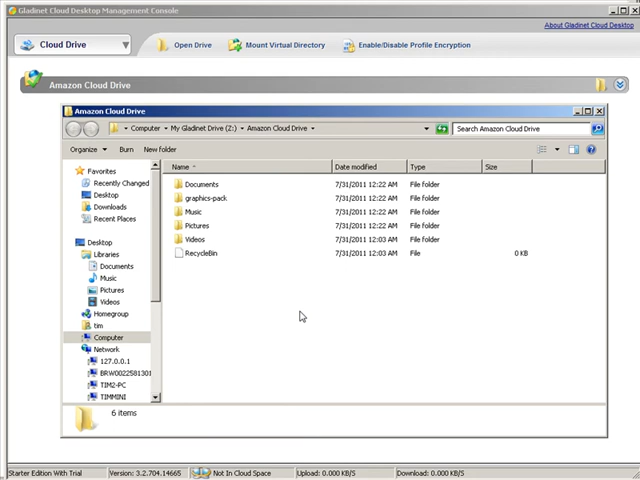 Gladinet Cloud Desktop Management Console
About Gladinet Cloud Desktop
Cloud Drive
Open Drive
Mount Virtual Directory
Enable/Disable Profile Encryption
Amazon Cloud Drive
Amazon Cloud Drive
Computer
My Gladinet Drive (Z:)
Amazon Cloud Drive
Search Amazon Cloud Drive
Organize
Burn
New folder
Name
Date modified
Type
Size
Favorites
Recently Changed
Desktop
Downloads
Recent Places
Desktop
Libraries
Documents
Music
Pictures
Videos
Homegroup
tim
Computer
Network
127.0.0.1
BRW0022581301
TIM2-PC
TIMMINI
Documents 7/31/2011 12:22 AM File folder
graphics-pack 7/31/2011 12:22 AM File folder
Music 7/31/2011 12:22 AM File folder
Pictures 7/31/2011 12:22 AM File folder
Videos 7/31/2011 12:03 AM File folder
RecycleBin 7/31/2011 12:03 AM File 0 KB
6 items
Starter Edition With Trial
Version: 3.2.704.14665
Not In Cloud Space
Upload: 0.000 KB/S
Download: 0.000 KB/S